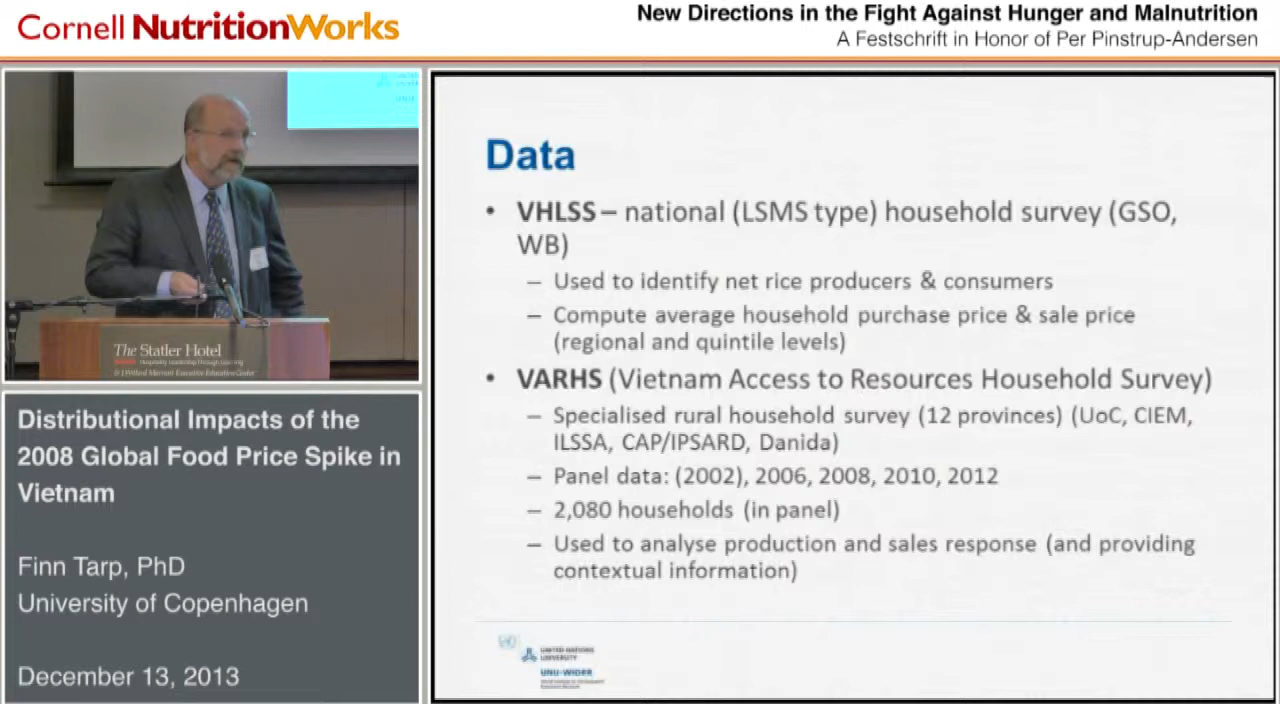 Cornell NutritionWorks
New Directions in the Fight Against Hunger and Malnutrition
A Festschrift in Honor of Per Pinstrup-Andersen
The Statler Hotel
Distributional Impacts of the
2008 Global Food Price Spike in
Vietnam
Finn Tarp, PhD
University of Copenhagen
December 13, 2013
Data
• VHLSS – national (LSMS type) household survey (GSO,
WB)
– Used to identify net rice producers & consumers
– Compute average household purchase price & sale price
(regional and quintile levels)
• VARHS (Vietnam Access to Resources Household Survey)
– Specialised rural household survey (12 provinces) (UoC, CIEM,
ILSSA, CAP/IPSARD, Danida)
– Panel data: (2002), 2006, 2008, 2010, 2012
– 2,080 households (in panel)
– Used to analyse production and sales response (and providing
contextual information)
UNITED NATIONS
UNIVERSITY
UNU-WIDER